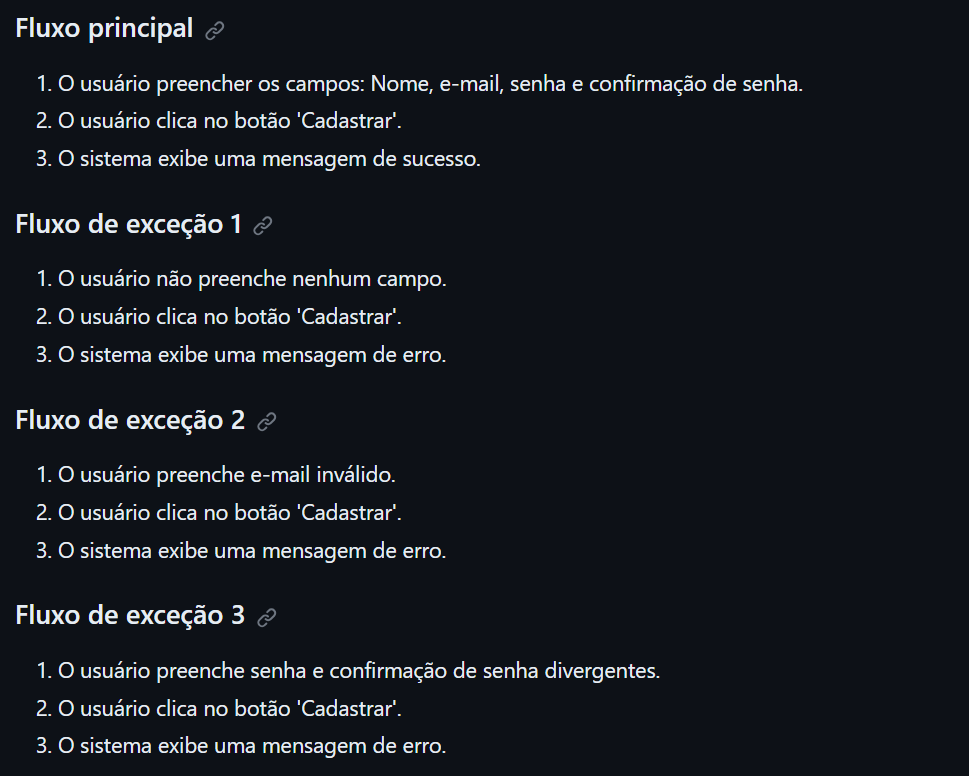 Fluxo principal
1. O usuário preencher os campos: Nome, e-mail, senha e confirmação de senha.
2. O usuário clica no botão 'Cadastrar'.
3. O sistema exibe uma mensagem de sucesso.
Fluxo de exceção 1
1. O usuário não preenche nenhum campo.
2. O usuário clica no botão 'Cadastrar'.
3. O sistema exibe uma mensagem de erro.
Fluxo de exceção 2
1. O usuário preenche e-mail inválido.
2. O usuário clica no botão 'Cadastrar'.
3. O sistema exibe uma mensagem de erro.
Fluxo de exceção 3
1. O usuário preenche senha e confirmação de senha divergentes.
2. O usuário clica no botão 'Cadastrar'.
3. O sistema exibe uma mensagem de erro.